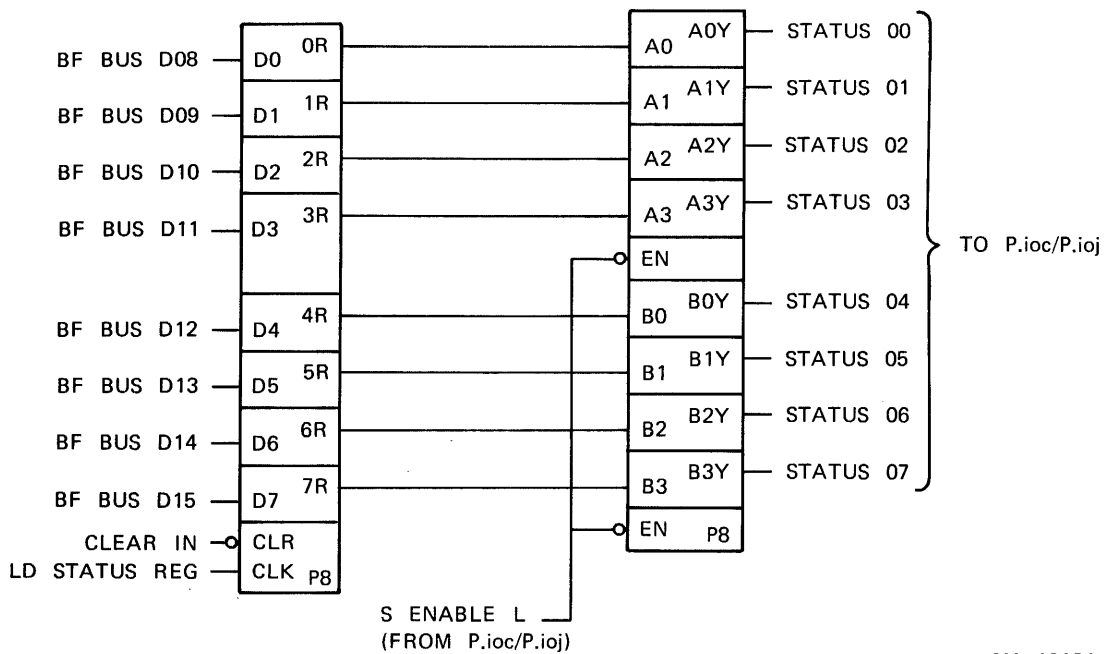 BF BUS D08
BF BUS D09
BF BUS D10
BF BUS D11
BF BUS D12
BF BUS D13
BF BUS D14
BF BUS D15
CLEAR IN
LD STATUS REG
D0 0R
D1 1R
D2 2R
D3 3R
D4 4R
D5 5R
D6 6R
D7 7R
CLR
CLK P8
A0 A0Y
A1 A1Y
A2 A2Y
A3 A3Y
EN
B0 B0Y
B1 B1Y
B2 B2Y
B3 B3Y
EN P8
STATUS 00
STATUS 01
STATUS 02
STATUS 03
STATUS 04
STATUS 05
STATUS 06
STATUS 07
TO P.ioc/P.ioj
S ENABLE L
(FROM P.ioc/P.ioj)